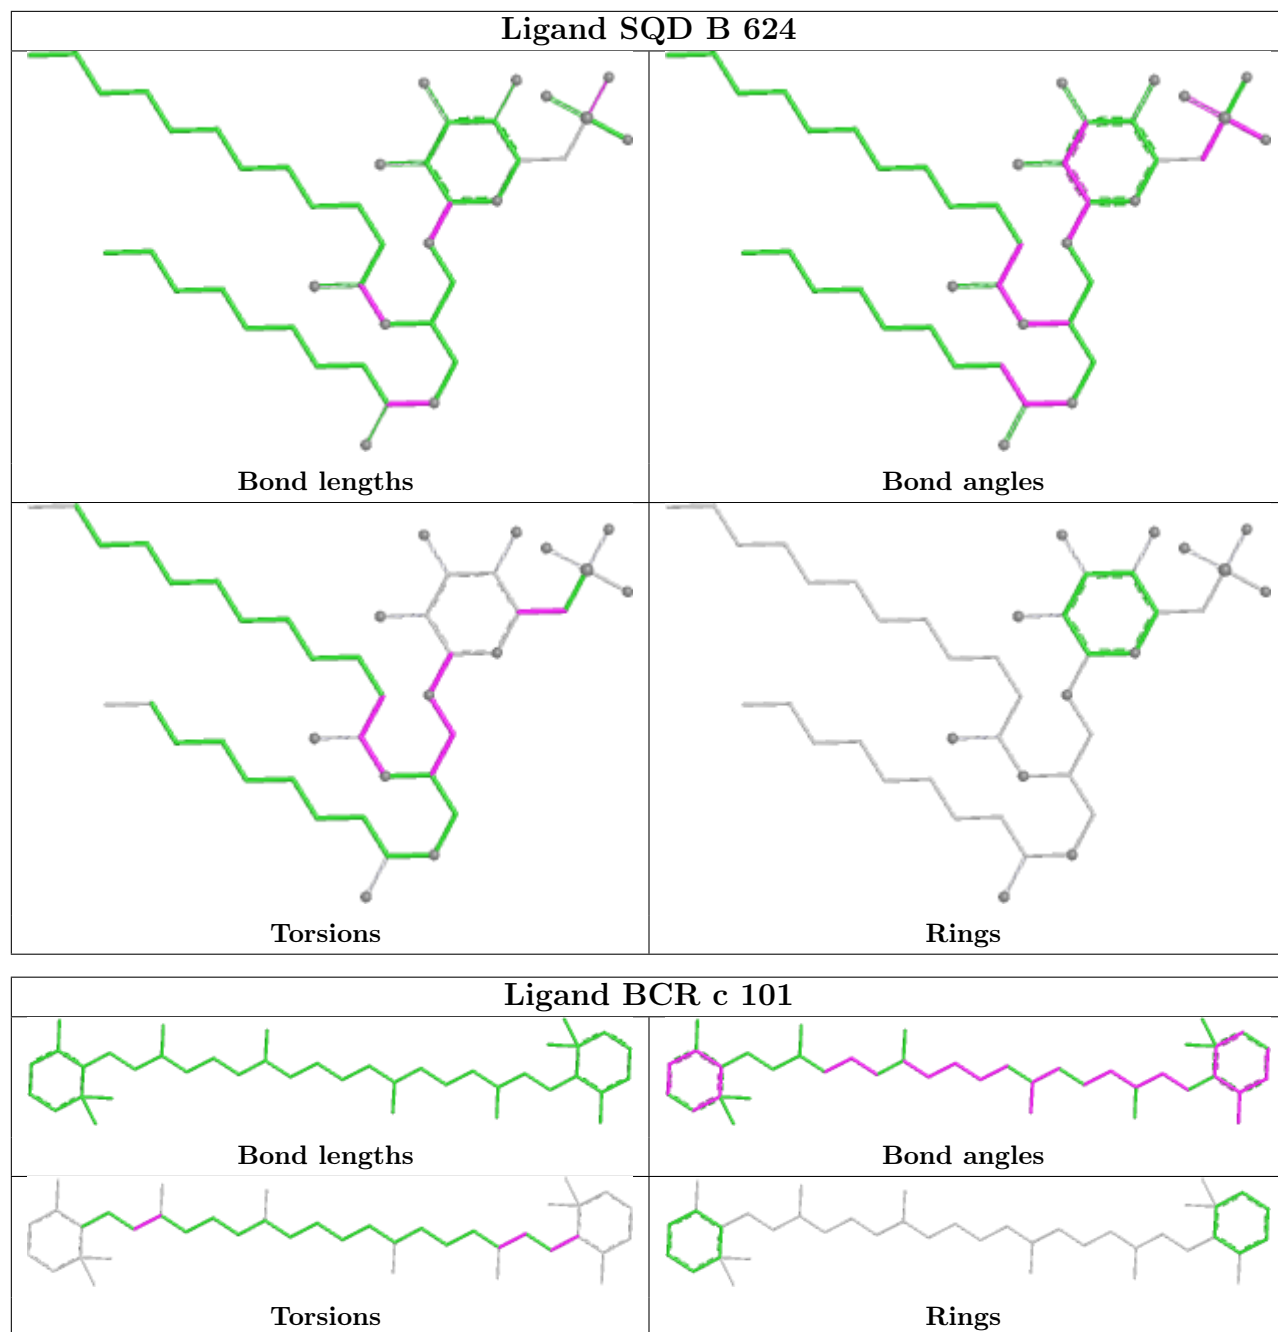 Ligand SQD B 624
Bond lengths
Bond angles
Torsions
Rings
Ligand BCR c 101
Bond lengths
Bond angles
Torsions
Rings